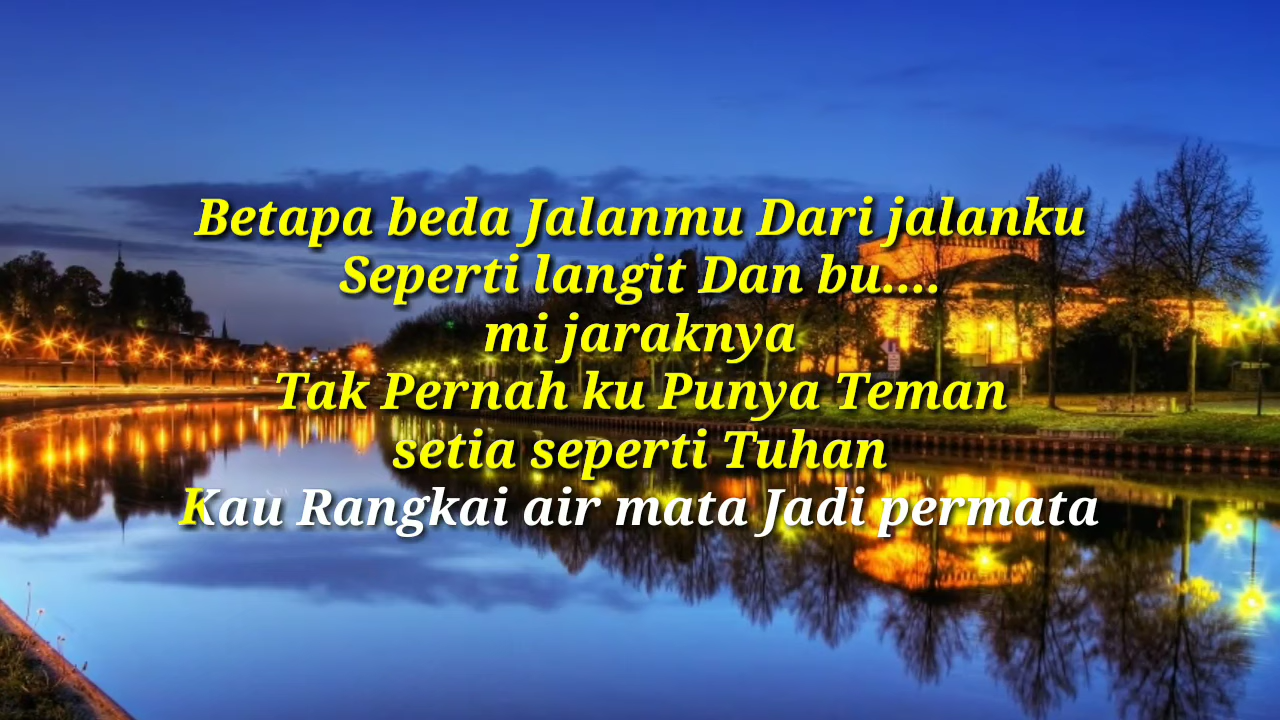 Betapa beda Jalanmu Dari jalanku
Seperti langit Dan bu....
mi jaraknya
Tak Pernah ku Punya Teman
setia seperti Tuhan
Kau Rangkai air mata Jadi permata